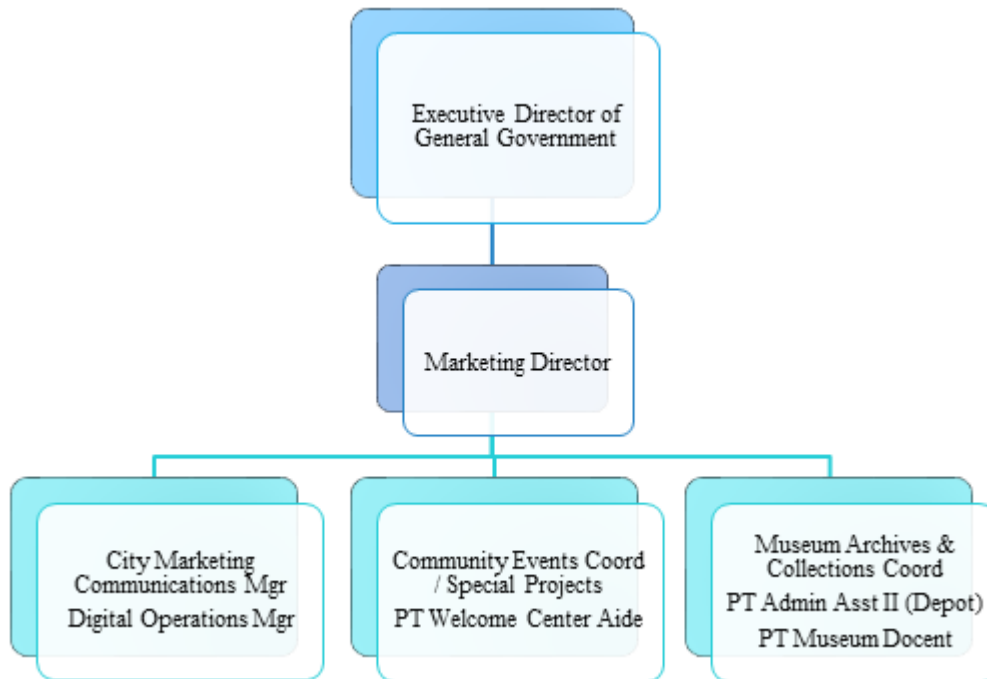 Executive Director of
General Government
Marketing Director
City Marketing
Communications Mgr
Digital Operations Mgr
Community Events Coord
/ Special Projects
PT Welcome Center Aide
Museum Archives &
Collections Coord
PT Admin Asst II (Depot)
PT Museum Docent